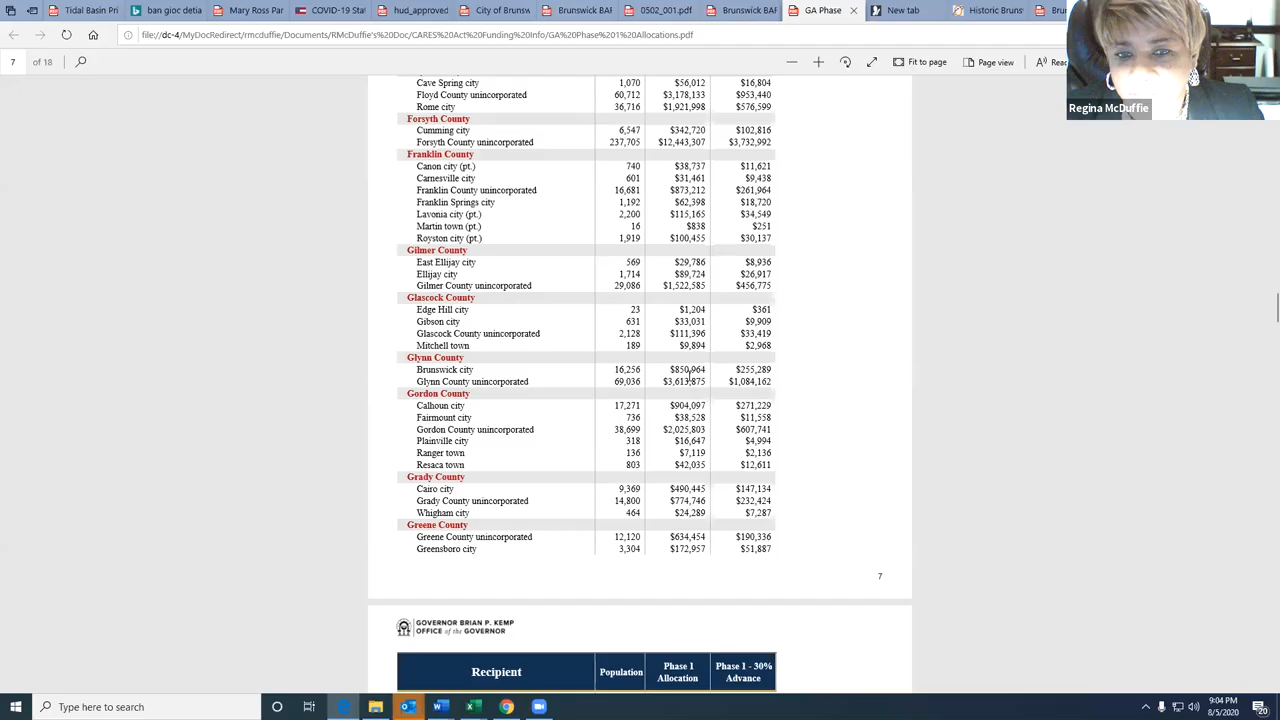 Tidal Basin Pri
ban gioc detia
Mary Ross Par
COVID-19 Stat
hud_approved
City of Brunsw
Brunswick BAF
0502_001.pdf
Brunswick BAF
GA Phase
New tab
Historic Bruns
Brun
file://dc-4/MyDocRedirect/rmcduffie/Documents/RMcDuffie's%20Doc/CARES%20Act%20Funding%20Info/GA%20Phase%201%20Allocations.pdf
7 of 18
Fit to page
Page view
Rea
Regina McDuffie
Cave Spring city 1,070 $56,012 $16,804
Floyd County unincorporated 60,712 $3,178,133 $953,440
Rome city 36,716 $1,921,998 $576,599
Forsyth County
Cumming city 6,547 $342,720 $102,816
Forsyth County unincorporated 237,705 $12,443,307 $3,732,992
Franklin County
Canon city (pt.) 740 $38,737 $11,621
Carnesville city 601 $31,461 $9,438
Franklin County unincorporated 16,681 $873,212 $261,964
Franklin Springs city 1,192 $62,398 $18,720
Lavonia city (pt.) 2,200 $115,165 $34,549
Martin town (pt.) 16 $838 $251
Royston city (pt.) 1,919 $100,455 $30,137
Gilmer County
East Ellijay city 569 $29,786 $8,936
Ellijay city 1,714 $89,724 $26,917
Gilmer County unincorporated 29,086 $1,522,585 $456,775
Glascock County
Edge Hill city 23 $1,204 $361
Gibson city 631 $33,031 $9,909
Glascock County unincorporated 2,128 $111,396 $33,419
Mitchell town 189 $9,894 $2,968
Glynn County
Brunswick city 16,256 $850,964 $255,289
Glynn County unincorporated 69,036 $3,613,875 $1,084,162
Gordon County
Calhoun city 17,271 $904,097 $271,229
Fairmount city 736 $38,528 $11,558
Gordon County unincorporated 38,699 $2,025,803 $607,741
Plainville city 318 $16,647 $4,994
Ranger town 136 $7,119 $2,136
Resaca town 803 $42,035 $12,611
Grady County
Cairo city 9,369 $490,445 $147,134
Grady County unincorporated 14,800 $774,746 $232,424
Whigham city 464 $24,289 $7,287
Greene County
Greene County unincorporated 12,120 $634,454 $190,336
Greensboro city 3,304 $172,957 $51,887
7
GOVERNOR BRIAN P. KEMP
OFFICE of the GOVERNOR
Recipient Population Phase 1 Allocation Phase 1 - 30% Advance
Type here to search
9:04 PM
8/5/2020
20